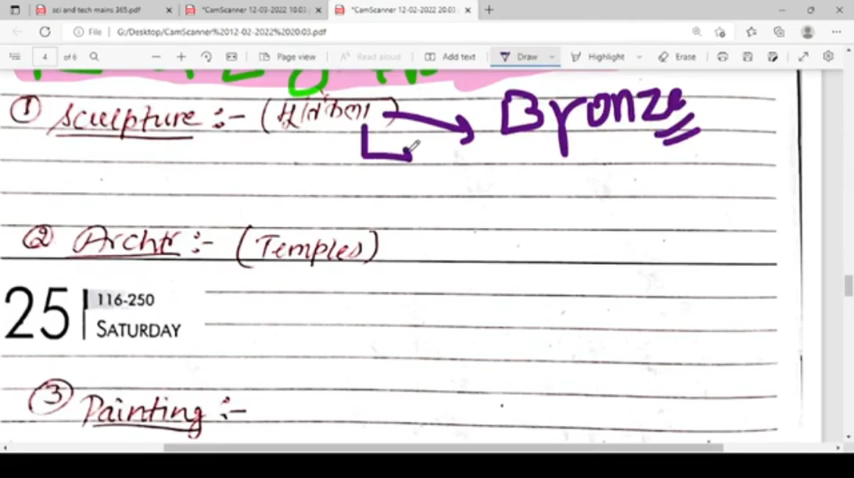 sci and tech mains 365.pdf
*CamScanner 12-03-2022 10.03
*CamScanner 12-02-2022 20.03
File G:/Desktop/CamScanner%2012-02-2022%2020.03.pdf
4 of 6
Page view
Read aloud
Add text
Draw
Highlight
Erase
① Sculpture :- (मूर्तिकला) Bronze
② Archtr :- (Temples)
25 116-250
SATURDAY
③ Painting :-